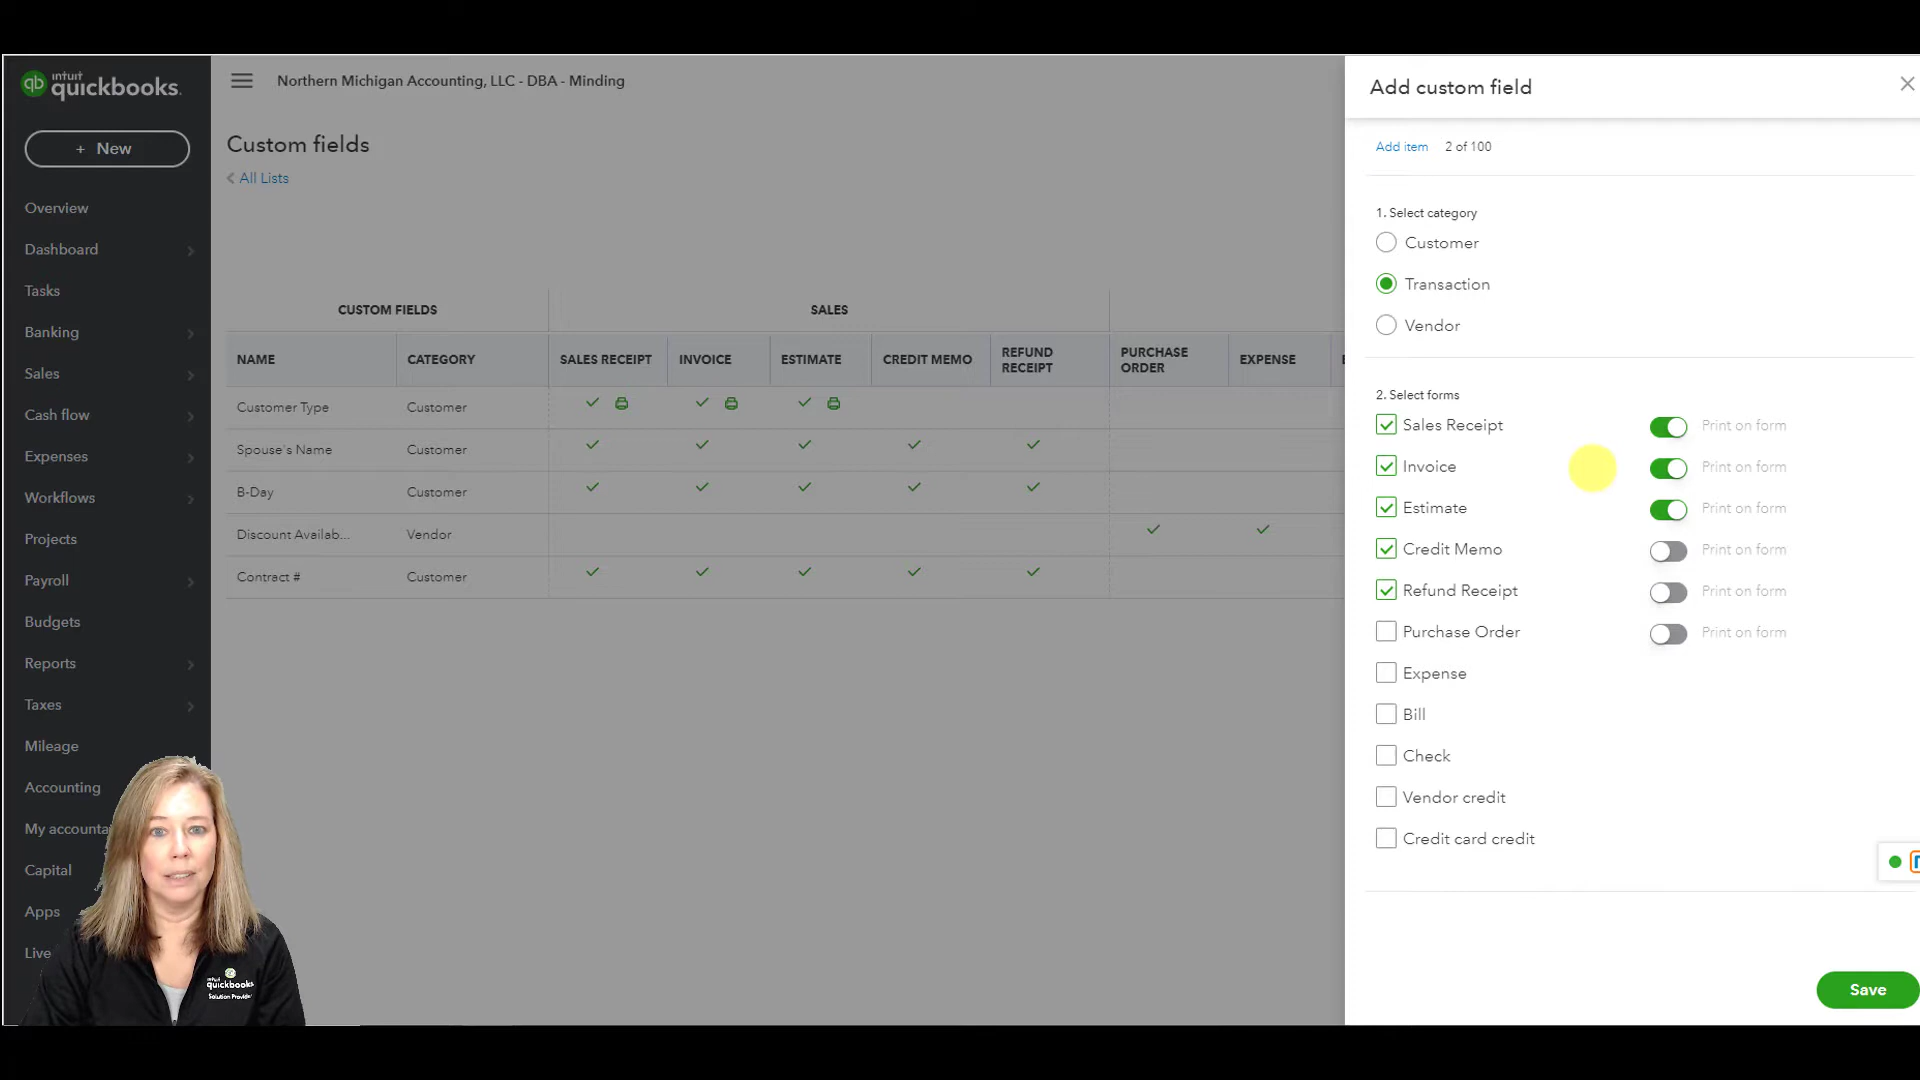 intuit
quickbooks.
+ New
Overview
Dashboard
Tasks
Banking
Sales
Cash flow
Expenses
Workflows
Projects
Payroll
Budgets
Reports
Taxes
Mileage
Accounting
My accounta
Capital
Apps
Live
Northern Michigan Accounting, LLC - DBA - Minding
Custom fields
All Lists
CUSTOM FIELDS SALES
NAME CATEGORY SALES RECEIPT INVOICE ESTIMATE CREDIT MEMO REFUND RECEIPT PURCHASE ORDER EXPENSE
Customer Type Customer
Spouse's Name Customer
B-Day Customer
Discount Availab... Vendor
Contract # Customer
Add custom field
Add item 2 of 100
1. Select category
Customer
Transaction
Vendor
2. Select forms
Sales Receipt Print on form
Invoice Print on form
Estimate Print on form
Credit Memo Print on form
Refund Receipt Print on form
Purchase Order Print on form
Expense
Bill
Check
Vendor credit
Credit card credit
Save
intuit
quickbooks
Solution Provider